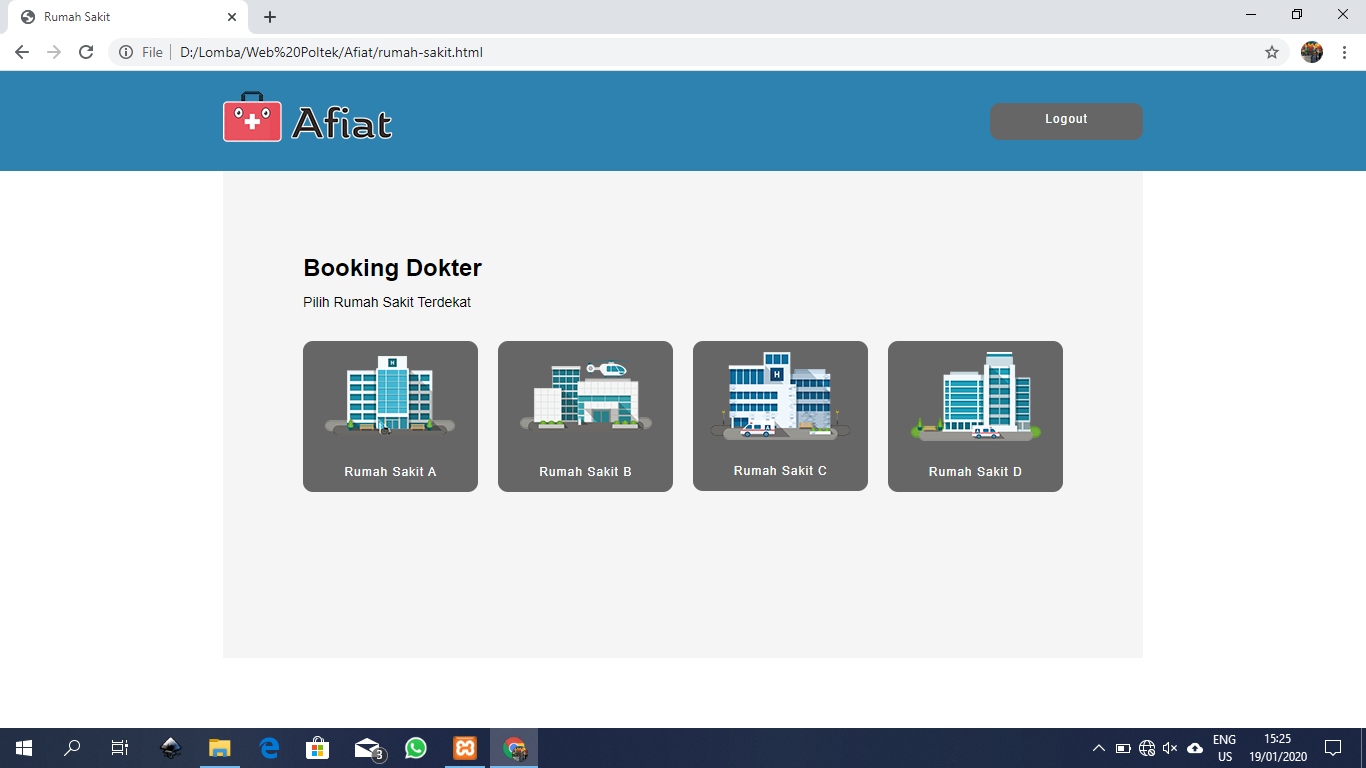 Rumah Sakit
File
D:/Lomba/Web%20Poltek/Afiat/rumah-sakit.html
Afiat
Logout
Booking Dokter
Pilih Rumah Sakit Terdekat
H
H
Rumah Sakit A
Rumah Sakit B
Rumah Sakit C
Rumah Sakit D
3
ENG
US
15:25
19/01/2020